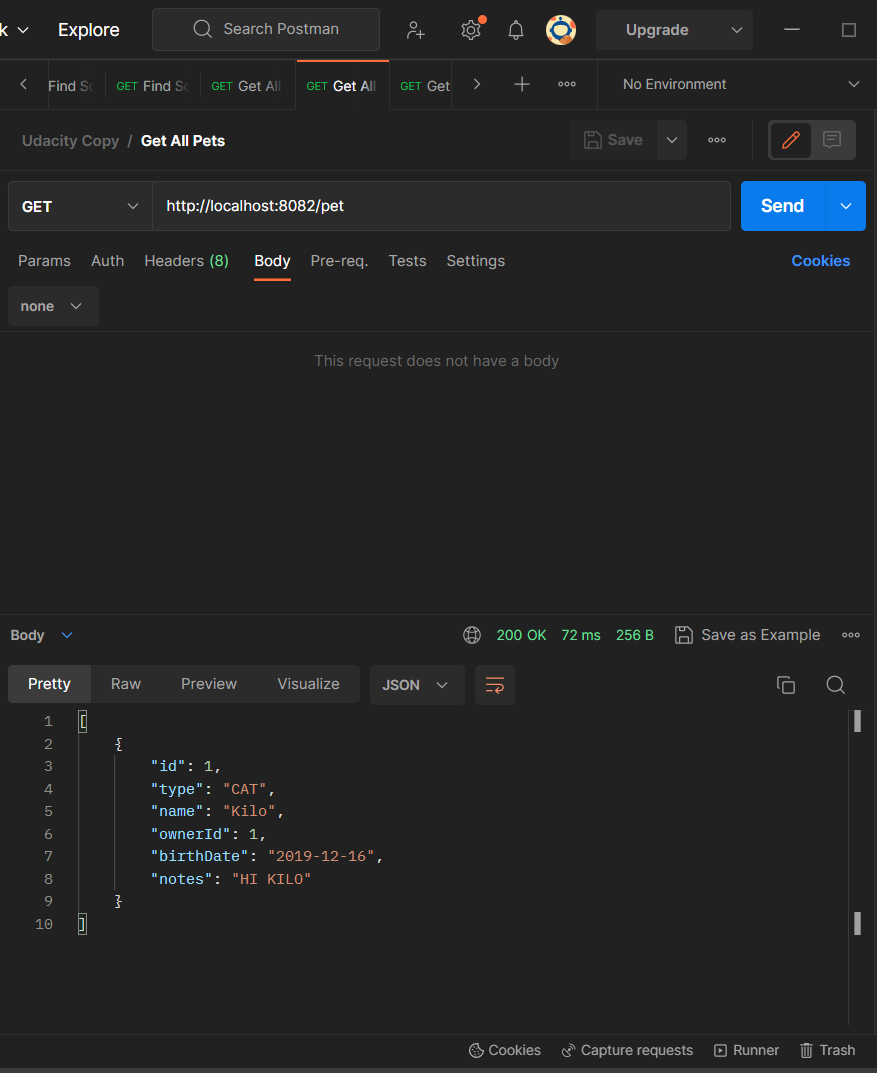 k Explore Search Postman Upgrade
Find Sc GET Find Sc GET Get All GET Get All GET Get No Environment
Udacity Copy / Get All Pets Save
GET http://localhost:8082/pet Send
Params Auth Headers (8) Body Pre-req. Tests Settings Cookies
none
This request does not have a body
Body 200 OK 72 ms 256 B Save as Example
Pretty Raw Preview Visualize JSON
1 [
2 {
3 "id": 1,
4 "type": "CAT",
5 "name": "Kilo",
6 "ownerId": 1,
7 "birthDate": "2019-12-16",
8 "notes": "HI KILO"
9 }
10 ]
Cookies Capture requests Runner Trash